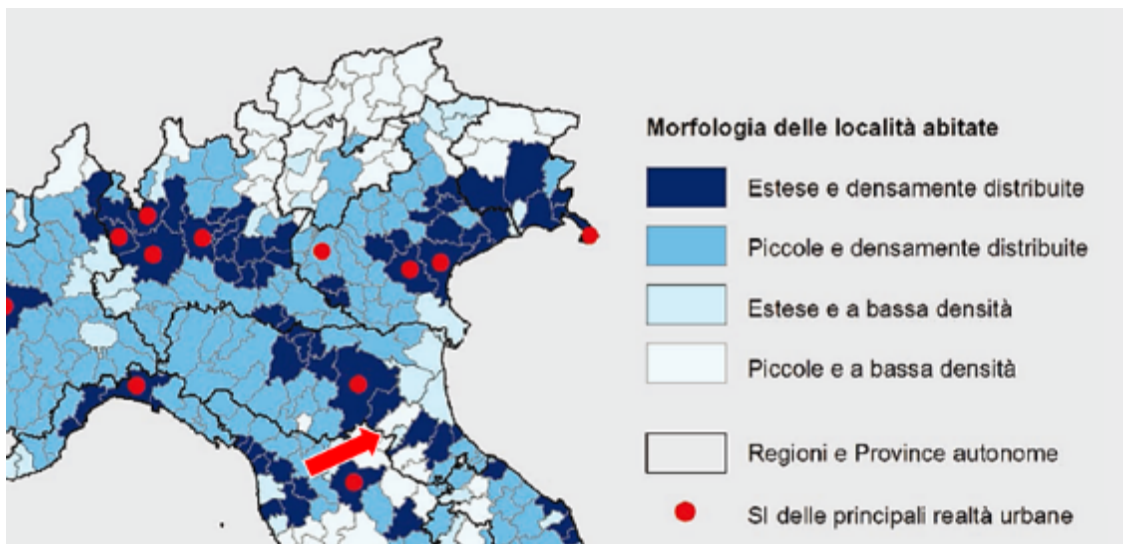 Morfologia delle località abitate
Estese e densamente distribuite
Piccole e densamente distribuite
Estese e a bassa densità
Piccole e a bassa densità
Regioni e Province autonome
SI delle principali realtà urbane